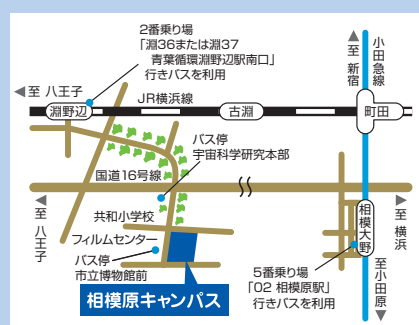 2番乗り場
「淵36または淵37
青葉循環淵野辺駅南口」
行きバスを利用
▲至 新宿
小田急線
◀至 八王子
JR横浜線
淵野辺
古淵
町田
バス停
宇宙科学研究本部
国道16号線
▲至 八王子
共和小学校
フィルムセンター
バス停
市立博物館前
相模原キャンパス
相模大野
至 横浜▶
5番乗り場
「02 相模原駅」
行きバスを利用
至小田原▼